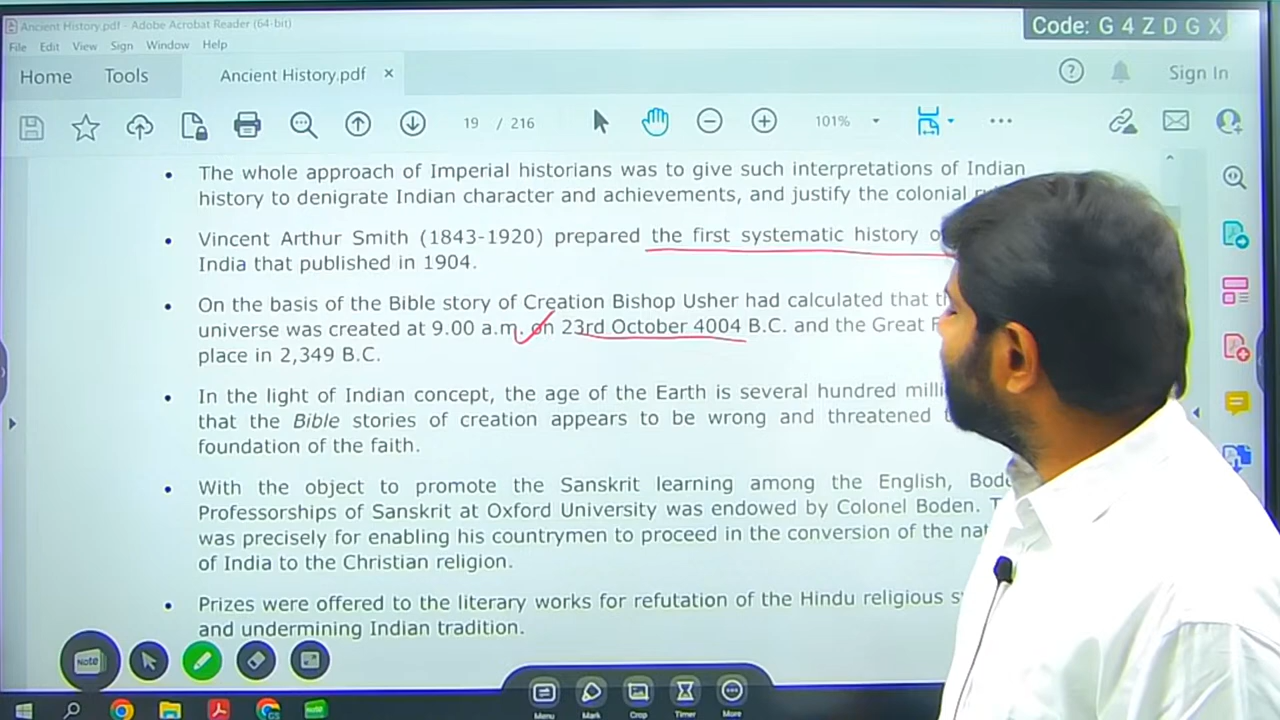 Ancient History.pdf - Adobe Acrobat Reader (64-bit)
Code: G 4 Z D G X
File Edit View Sign Window Help
Home Tools Ancient History.pdf × Sign In
19 / 216 101%
The whole approach of Imperial historians was to give such interpretations of Indian
history to denigrate Indian character and achievements, and justify the colonial
Vincent Arthur Smith (1843-1920) prepared the first systematic history
India that published in 1904.
On the basis of the Bible story of Creation Bishop Usher had calculated that
universe was created at 9.00 a.m. on 23rd October 4004 B.C. and the Great
place in 2,349 B.C.
In the light of Indian concept, the age of the Earth is several hundred
that the Bible stories of creation appears to be wrong and threatened
foundation of the faith.
With the object to promote the Sanskrit learning among the English,
Professorships of Sanskrit at Oxford University was endowed by Colonel Boden.
was precisely for enabling his countrymen to proceed in the conversion of the
of India to the Christian religion.
Prizes were offered to the literary works for refutation of the Hindu religious
and undermining Indian tradition.
Note
Menu Mark Crop Timer More